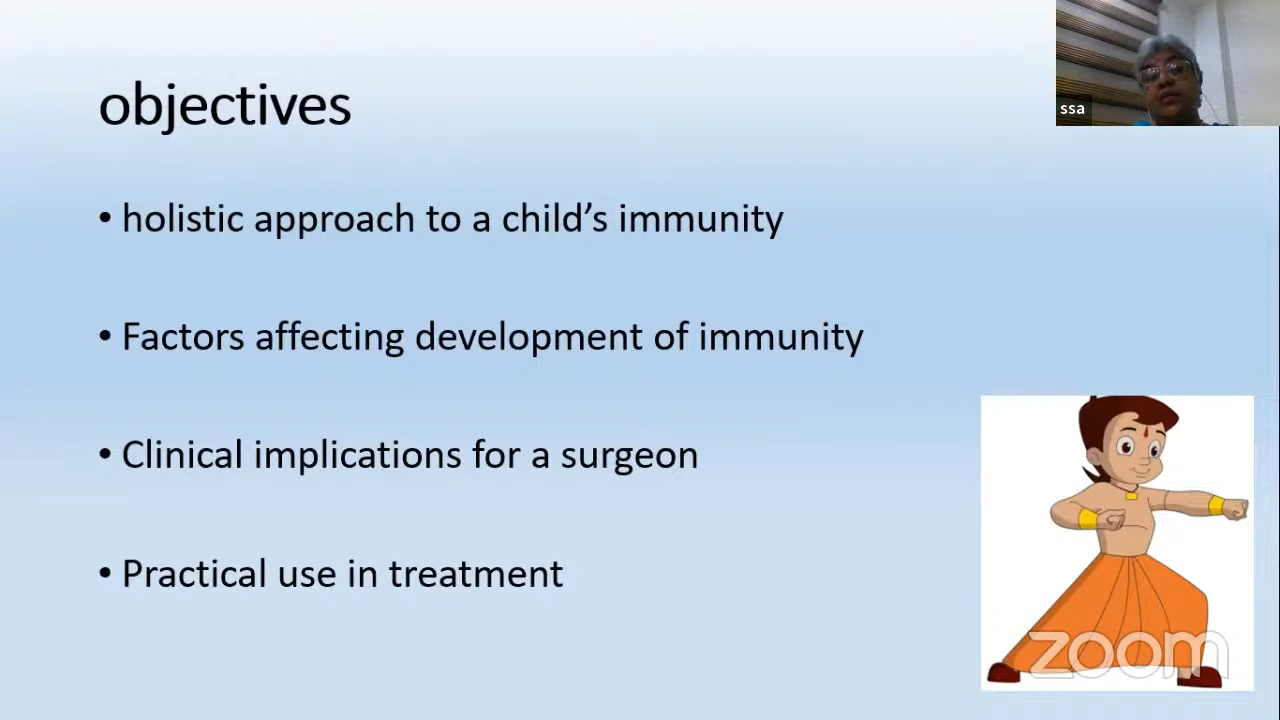 objectives
ssa
• holistic approach to a child’s immunity
• Factors affecting development of immunity
• Clinical implications for a surgeon
• Practical use in treatment
zoom